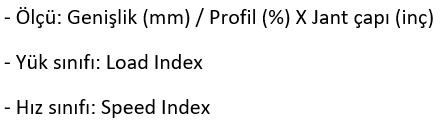 - Ölçü: Genişlik (mm) / Profil (%) X Jant çapı (inç)
- Yük sınıfı: Load Index
- Hız sınıfı: Speed Index